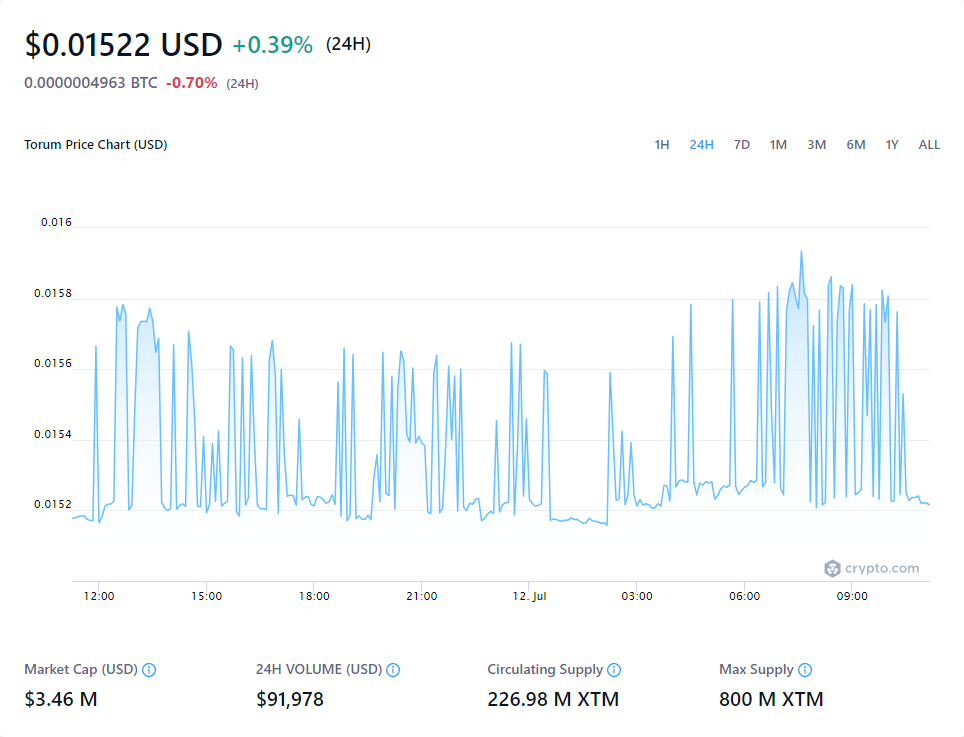 $0.01522 USD +0.39% (24H)
0.0000004963 BTC -0.70% (24H)
Torum Price Chart (USD) 1H 24H 7D 1M 3M 6M 1Y ALL
0.016
0.0158
0.0156
0.0154
0.0152
crypto.com
12:00 15:00 18:00 21:00 12. Jul 03:00 06:00 09:00
Market Cap (USD) 24H VOLUME (USD) Circulating Supply Max Supply
$3.46 M $91,978 226.98 M XTM 800 M XTM